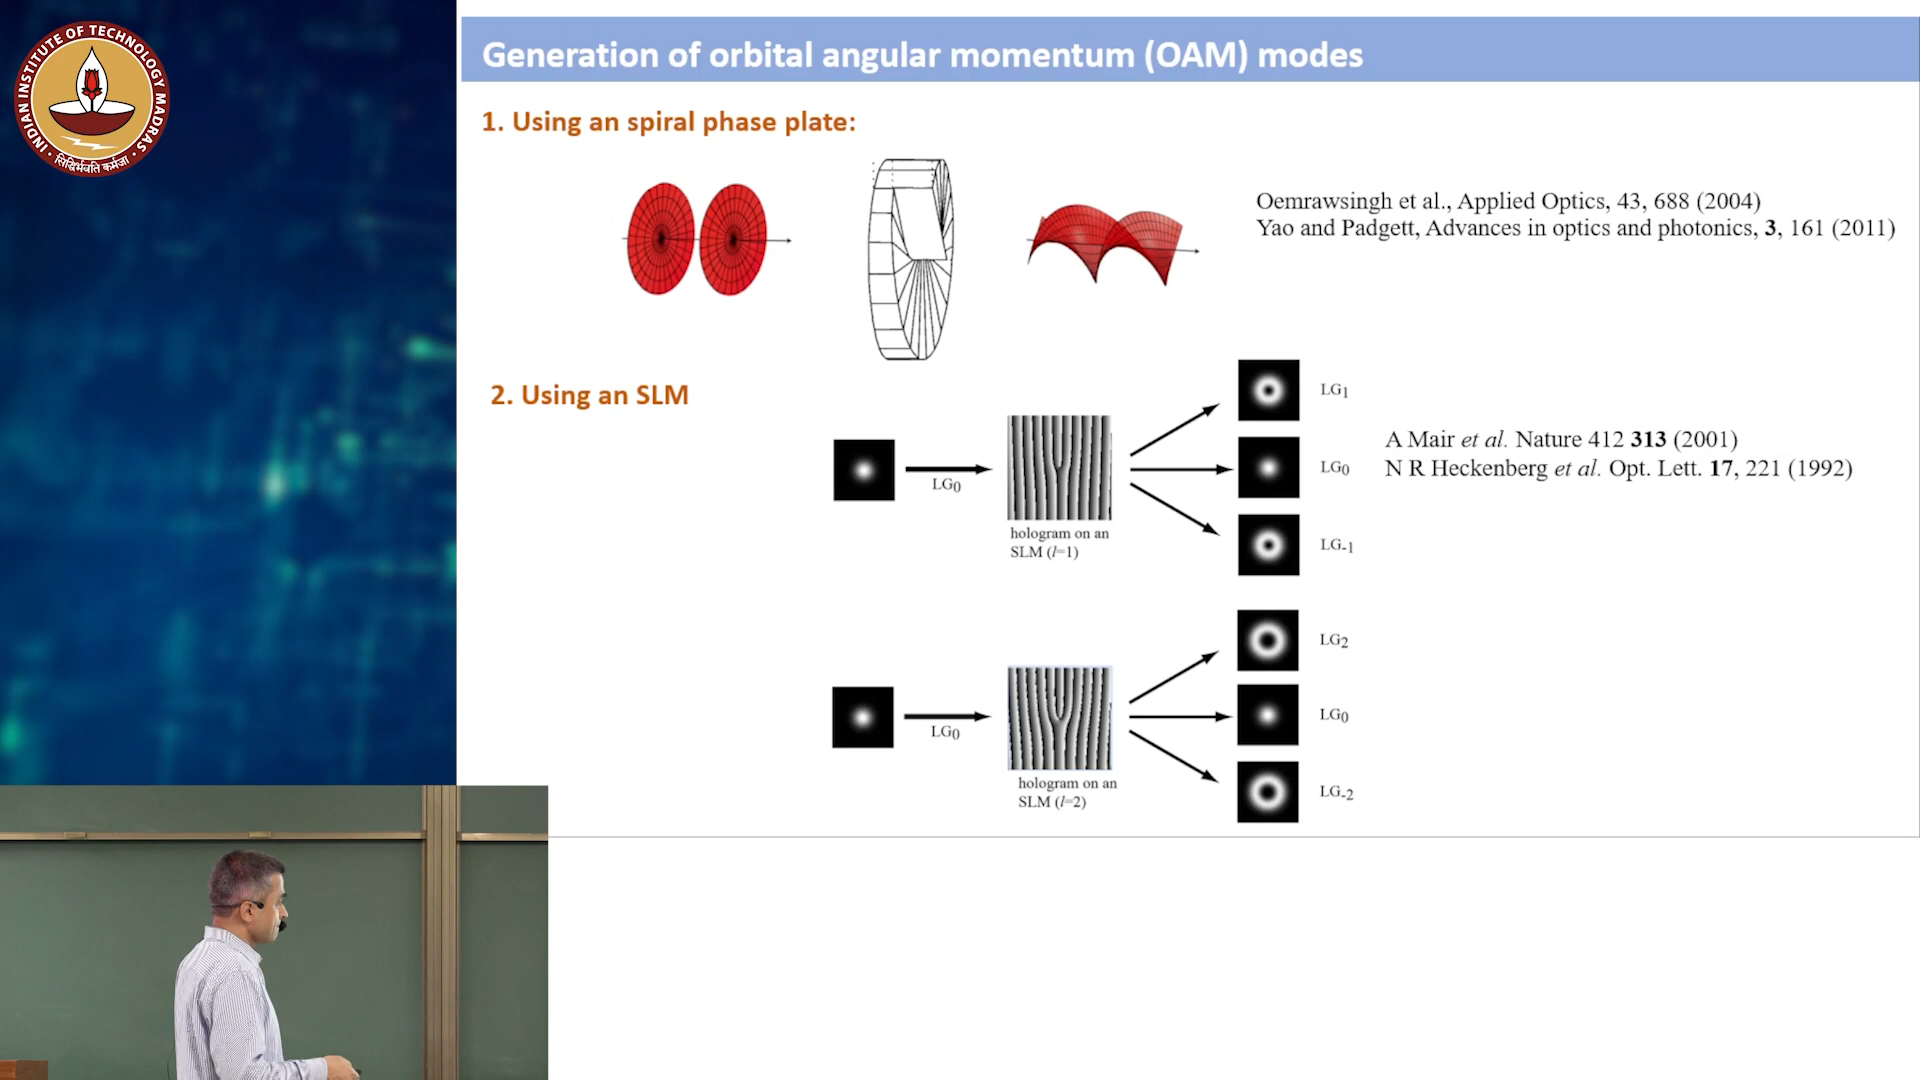 INDIAN INSTITUTE OF TECHNOLOGY MADRAS
सिद्धिर्भवति कर्मजा
Generation of orbital angular momentum (OAM) modes
1. Using an spiral phase plate:
Oemrawsingh et al., Applied Optics, 43, 688 (2004)
Yao and Padgett, Advances in optics and photonics, 3, 161 (2011)
2. Using an SLM
LG1
A Mair et al. Nature 412 313 (2001)
LG0
LG0
N R Heckenberg et al. Opt. Lett. 17, 221 (1992)
hologram on an
SLM (l=1)
LG-1
LG2
LG0
LG0
hologram on an
SLM (l=2)
LG-2